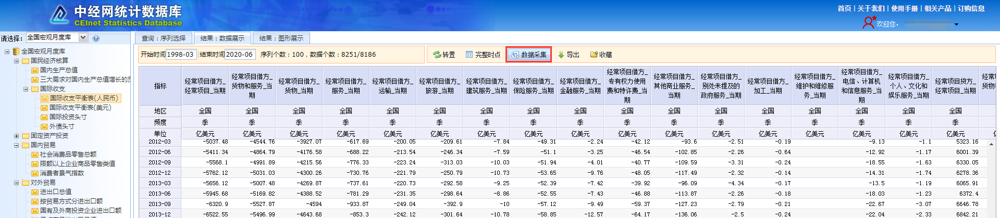 中经网统计数据库
CEInet Statistics Database
首页 | 关于我们 | 使用手册 | 相关产品 | 订购信息
欢迎您,
请选择: 全国宏观月度库
查询：序列选择 结果：数据展示 结果：图形展示
开始时间 1998-03 结束时间 2020-06 序列个数：100，数据个数：8251/8186
转置 完整时点 数据采集 导出 收藏
全国宏观月度库
国民经济核算
国内生产总值
三大需求对国内生产总值增长的
国际收支
国际收支平衡表(人民币)
国际收支平衡表(美元)
国际投资头寸
外债头寸
固定资产投资
国内贸易
社会消费品零售总额
限额以上企业商品零售类值
消费者景气指数
对外贸易
进出口总值
按贸易方式分进出口额
国有及外商投资企业进出口额
指标 经常项目借方_经常项目_当期 经常项目借方_货物和服务_当期 经常项目借方_货物_当期 经常项目借方_服务_当期 经常项目借方_运输_当期 经常项目借方_旅游_当期 经常项目借方_建筑服务_当期 经常项目借方_保险服务_当期 经常项目借方_金融服务_当期 经常项目借方_专有权力使用费和特许费_当期 经常项目借方_其他商业服务_当期 经常项目借方_别处未提及的政府服务_当期 经常项目借方_加工_当期 经常项目借方_维护和维修服务_当期 经常项目借方_电信、计算机和信息服务_当期 经常项目借方_个人、文化和娱乐服务_当期 经常项目贷方_经常项目_当期 经常 货物
地区 全国 全国 全国 全国 全国 全国 全国 全国 全国 全国 全国 全国 全国 全国 全国 全国 全国
频度 季 季 季 季 季 季 季 季 季 季 季 季 季 季 季 季 季
单位 亿美元 亿美元 亿美元 亿美元 亿美元 亿美元 亿美元 亿美元 亿美元 亿美元 亿美元 亿美元 亿美元 亿美元 亿美元 亿美元 亿美元
2012-03 -5037.48 -4544.76 -3927.07 -617.69 -200.05 -209.61 -7.84 -49.31 -2.24 -42.12 -93.6 -2.51 -0.19 -9.13 -1.1 5323.16
2012-06 -5411.34 -4864.79 -4176.58 -688.22 -213.54 -246.34 -7.59 -51.1 -3.25 -46.54 -102.85 -2.26 -0.64 -12.92 -1.17 6001.39
2012-09 -5568.1 -4991.89 -4215.56 -776.33 -223.24 -313.03 -10.03 -51.94 -4.01 -40.77 -109.59 -3.31 -0.24 -18.55 -1.63 6330.05
2012-12 -5762.12 -5031.03 -4300.26 -730.76 -221.79 -250.79 -10.73 -53.65 -9.76 -48.05 -117.49 -2.32 -0.14 -14.31 -1.74 6278.36
2013-03 -5656.12 -5007.48 -4269.87 -737.61 -220.73 -292.58 -9.25 -52.39 -7.42 -39.92 -96.09 -4.34 -0.17 -13.5 -1.19 6065.91
2013-06 -5945.68 -5169.82 -4388.52 -781.29 -231.35 -298.64 -8.86 -52.55 -7.43 -46.88 -113.87 -2.26 -0.18 -18.03 -1.23 6372.4
2013-09 -6320.9 -5527.87 -4594 -933.87 -249.04 -392.9 -10 -57.12 -9.49 -59.37 -127.23 -2.79 -0.21 -22.67 -3.07 6646.78
2013-12 -6522.55 -5496.99 -4643.68 -853.3 -242.12 -301.64 -10.78 -58.85 -12.57 -64.17 -136.06 -2.5 -0.24 -22.04 -2.33 6842.21